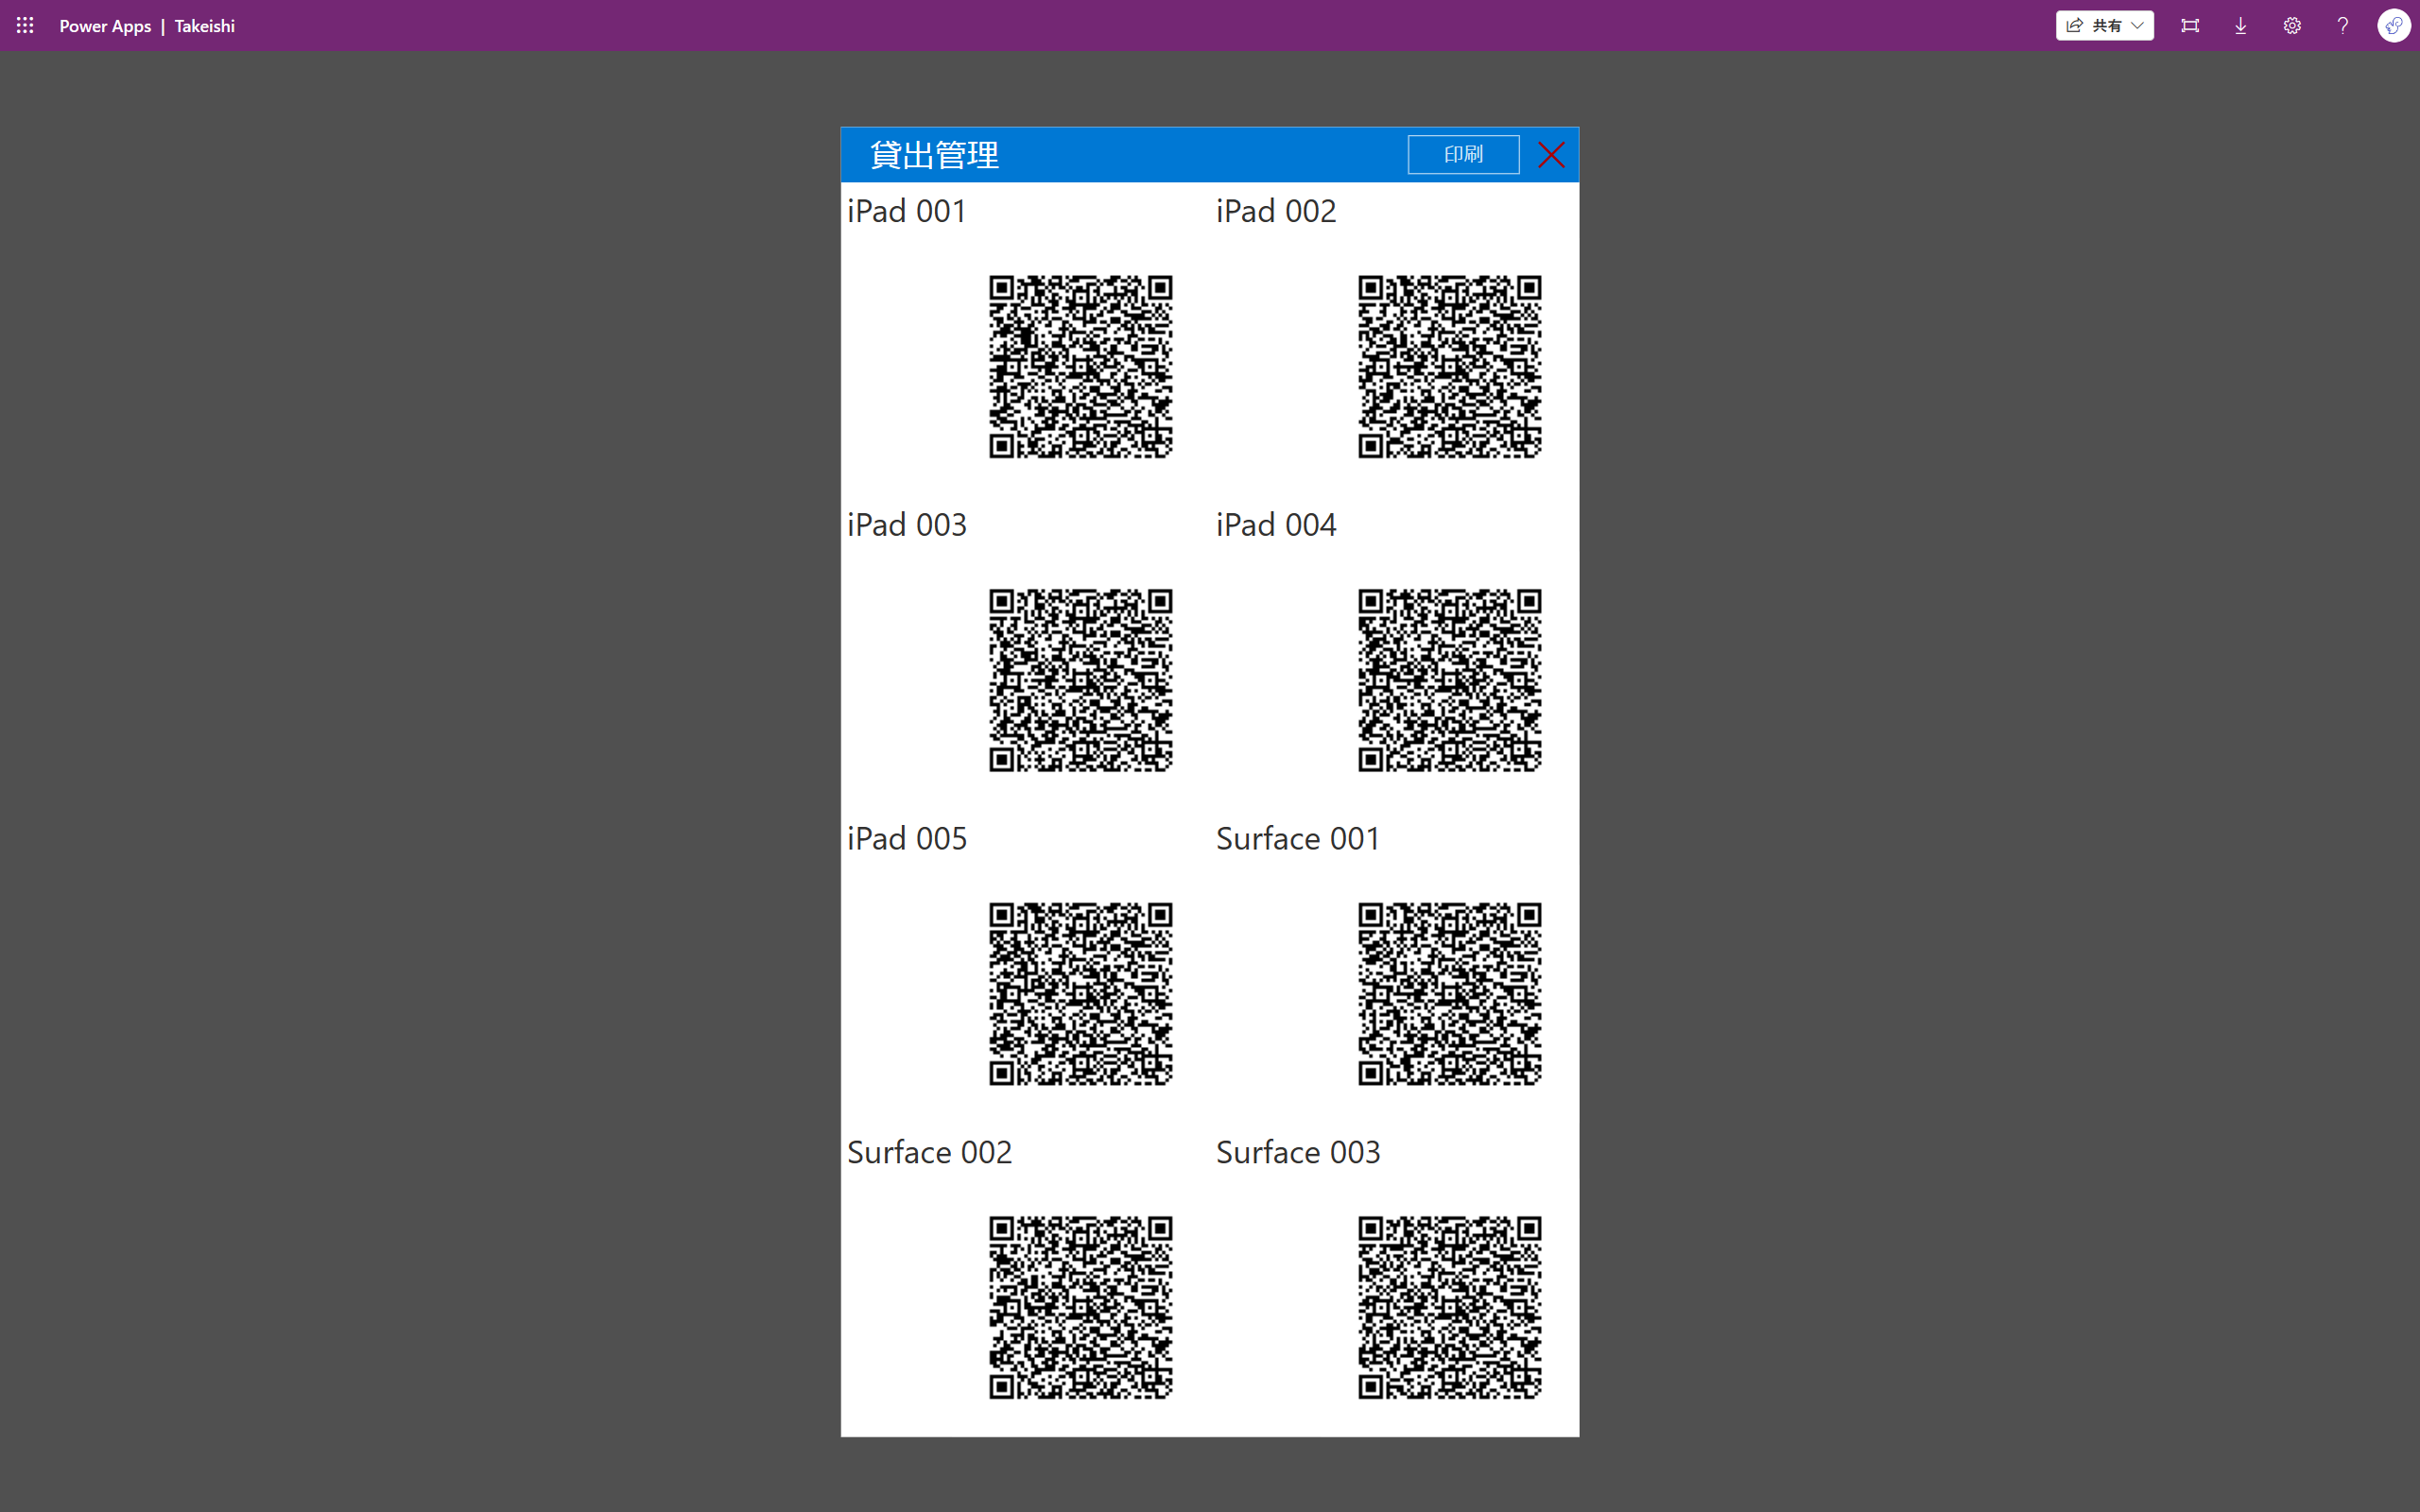 Power Apps | Takeishi
共有
貸出管理
印刷
iPad 001
iPad 002
iPad 003
iPad 004
iPad 005
Surface 001
Surface 002
Surface 003